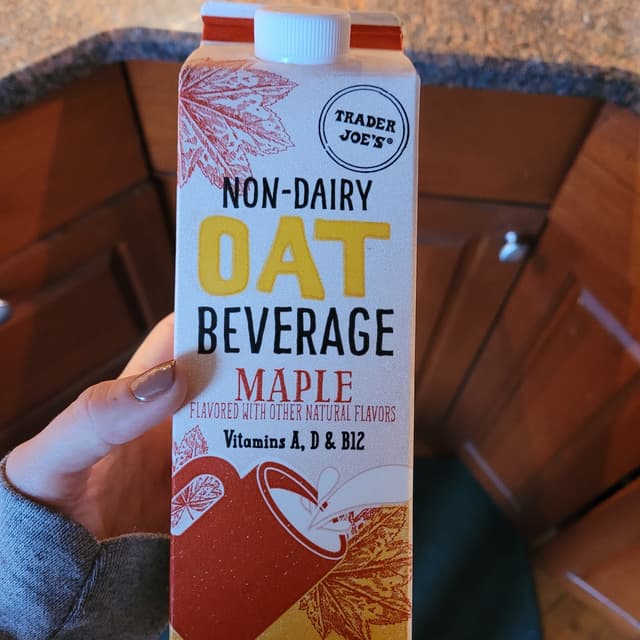 TRADER
JOE'S®
NON-DAIRY
OAT
BEVERAGE
MAPLE
FLAVORED WITH OTHER NATURAL FLAVORS
Vitamins A, D & B12